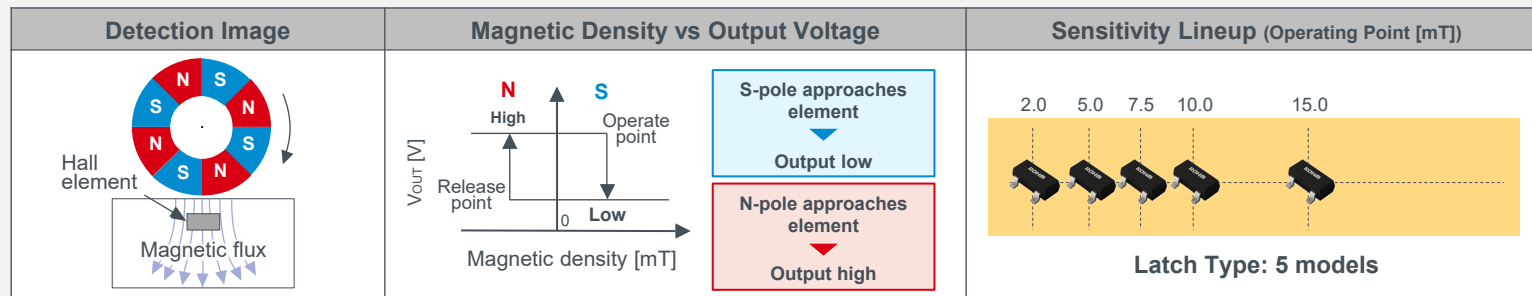 Detection Image
N
S
N
S
N
S
N
S
Hall
element
Magnetic flux
Magnetic Density vs Output Voltage
N
S
High
Operate
point
VOUT [V]
Release
point
0
Low
Magnetic density [mT]
S-pole approaches
element
Output low
N-pole approaches
element
Output high
Sensitivity Lineup (Operating Point [mT])
2.0 5.0 7.5 10.0 15.0
ROHM ROHM ROHM ROHM ROHM
Latch Type: 5 models